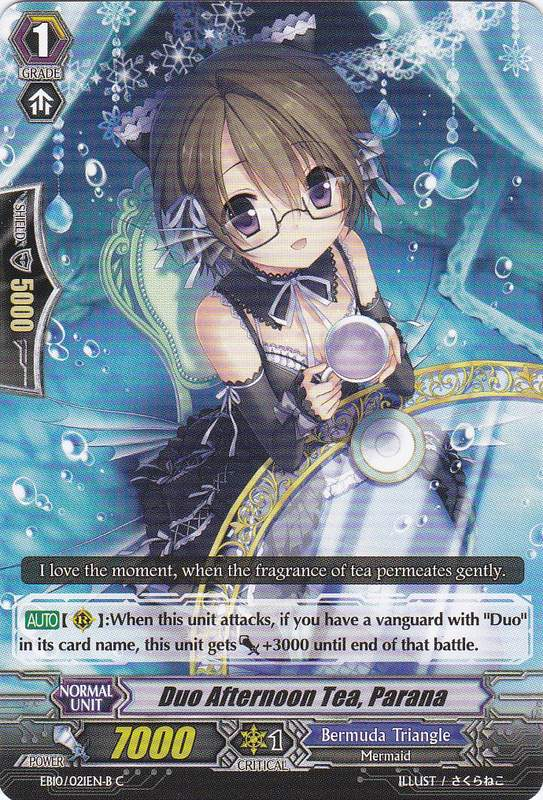 1
GRADE
SHIELD
5000
I love the moment, when the fragrance of tea permeates gently.
AUTO【 R 】:When this unit attacks, if you have a vanguard with "Duo"
in its card name, this unit gets +3000 until end of that battle.
NORMAL
UNIT
Duo Afternoon Tea, Parana
POWER
7000
1
CRITICAL
Bermuda Triangle
Mermaid
EB10/021EN-B C
ILLUST / さくらねこ